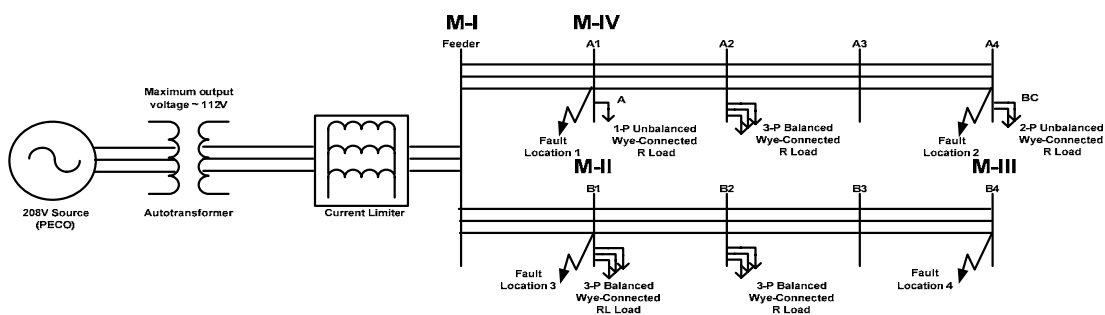 M-I
M-IV
Feeder
A1
A2
A3
A4
Maximum output
voltage ~ 112V
A
BC
Fault
Location 1
1-P Unbalanced
Wye-Connected
R Load
3-P Balanced
Wye-Connected
R Load
Fault
Location 2
2-P Unbalanced
Wye-Connected
R Load
M-II
M-III
B1
B2
B3
B4
208V Source
(PECO)
Autotransformer
Current Limiter
Fault
Location 3
3-P Balanced
Wye-Connected
RL Load
3-P Balanced
Wye-Connected
R Load
Fault
Location 4